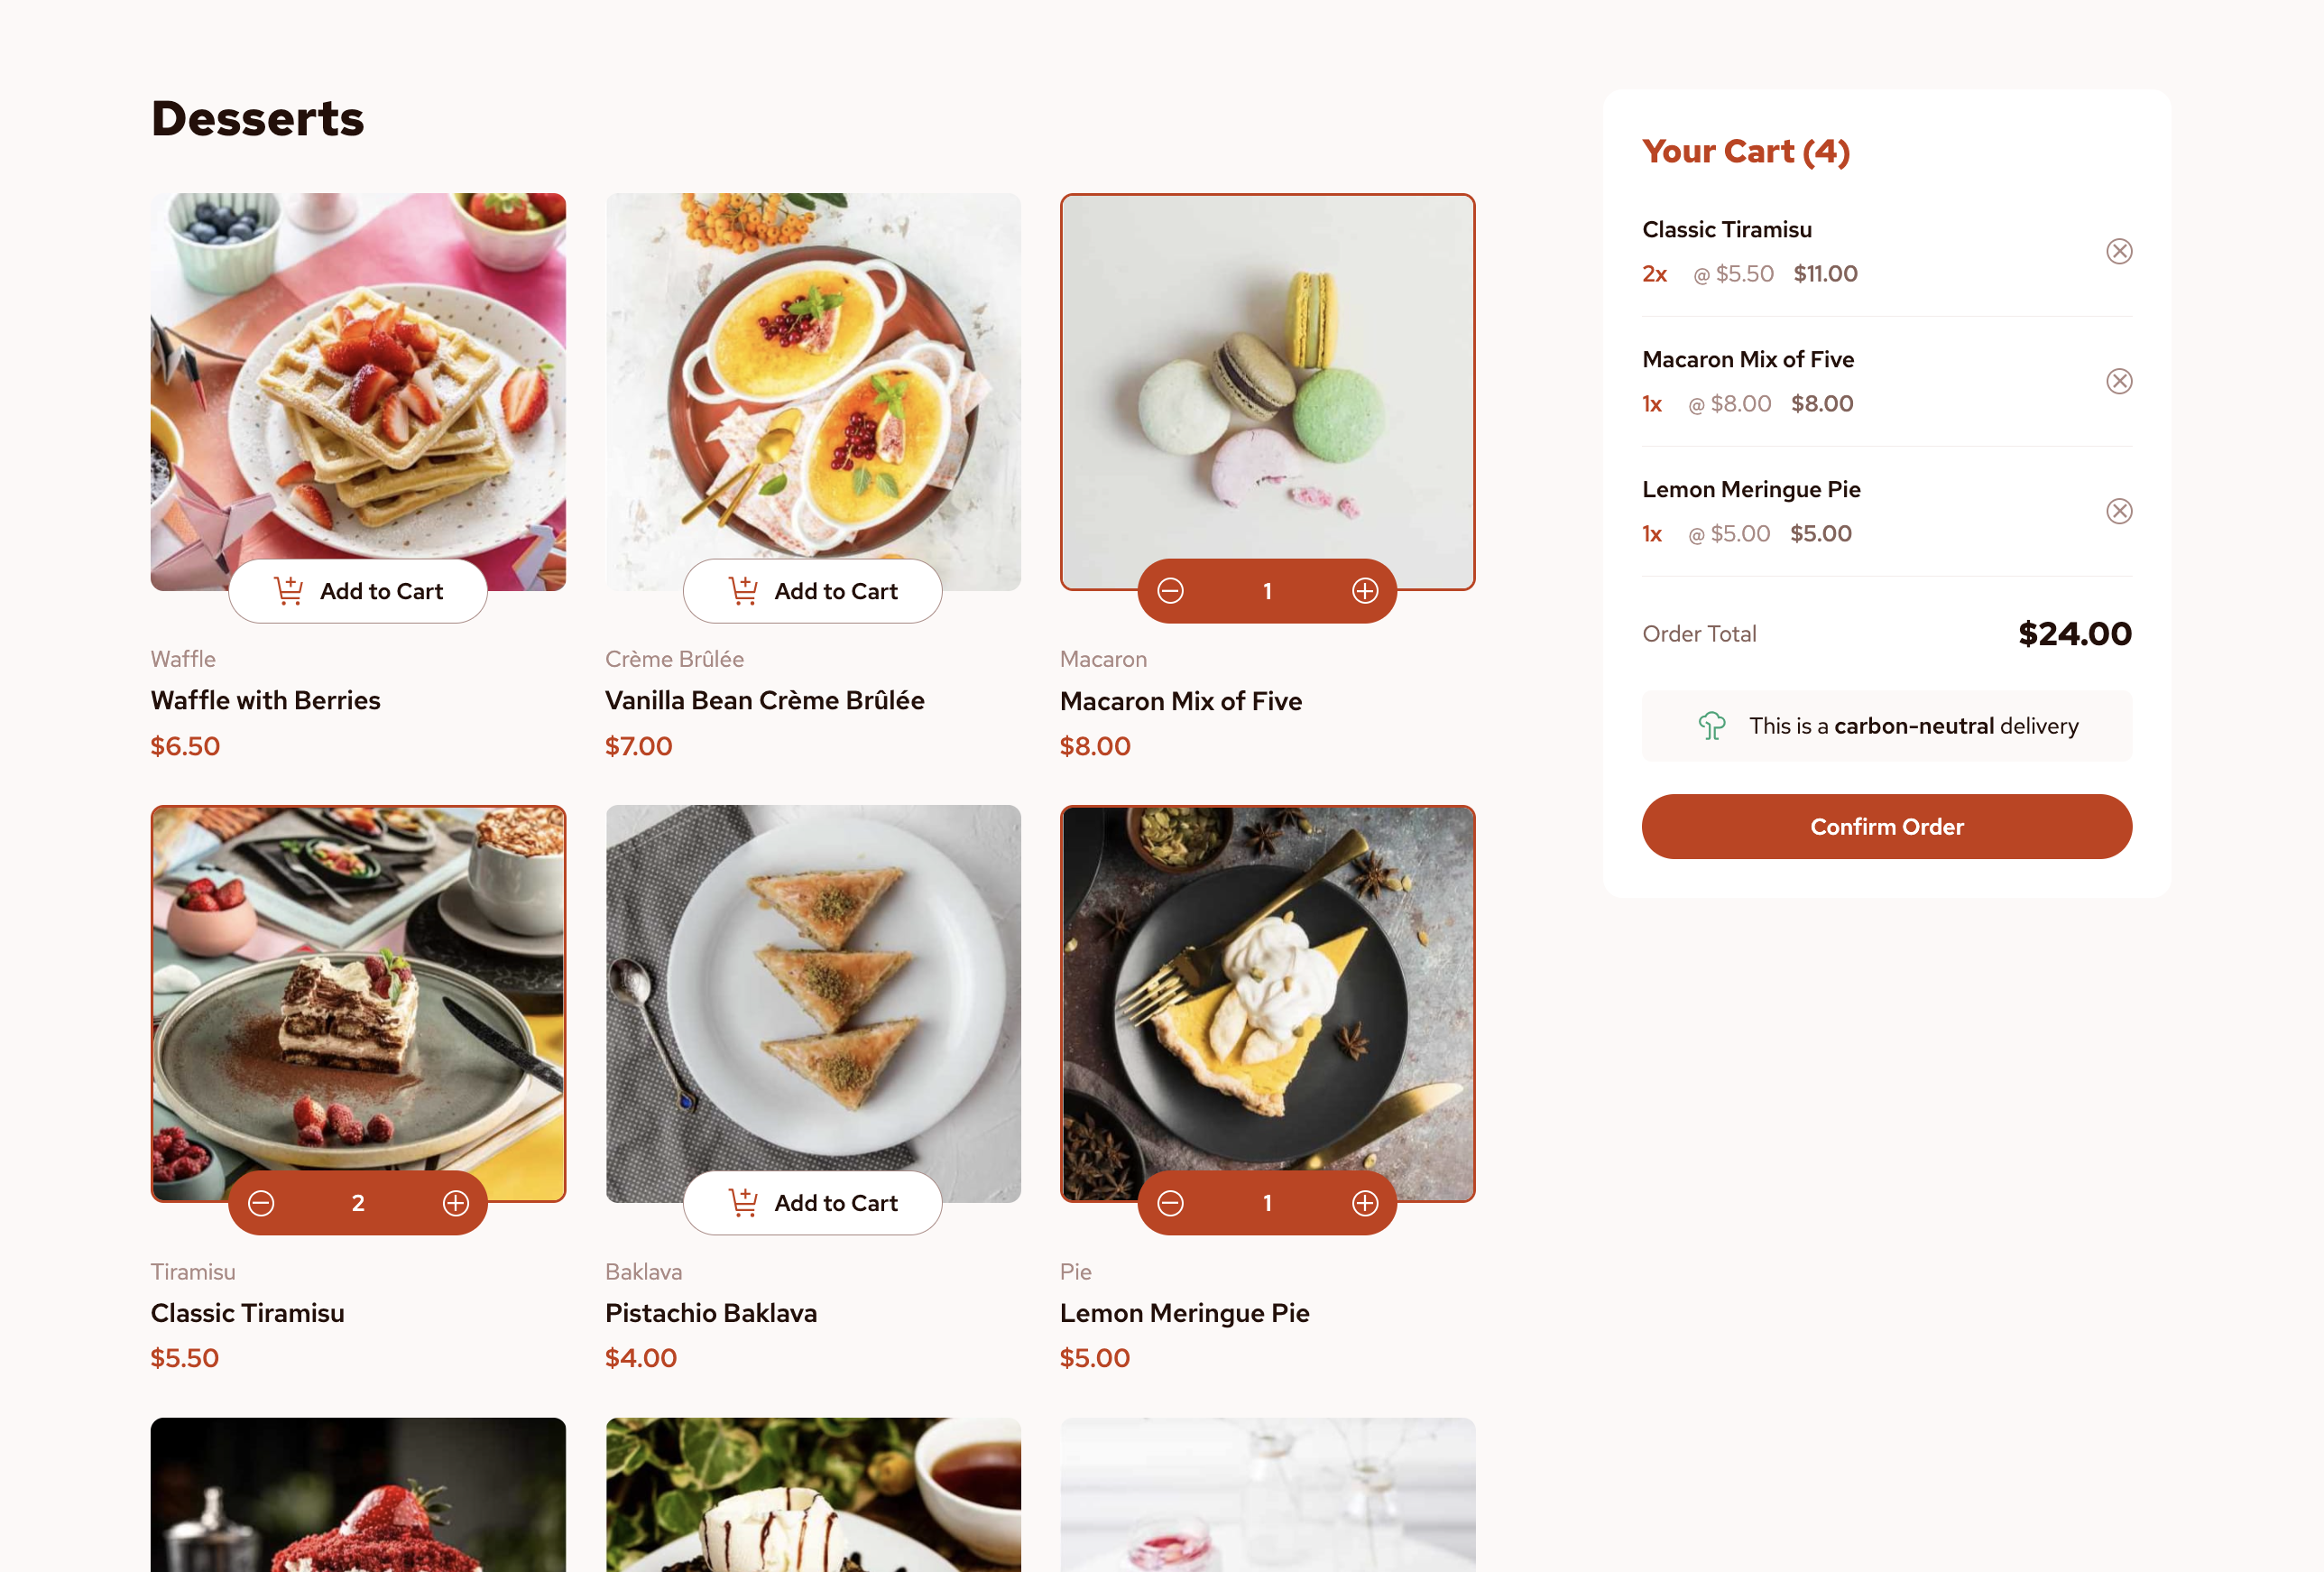 Desserts
Add to Cart
Waffle
Waffle with Berries
$6.50
Add to Cart
Crème Brûlée
Vanilla Bean Crème Brûlée
$7.00
1
Macaron
Macaron Mix of Five
$8.00
2
Tiramisu
Classic Tiramisu
$5.50
Add to Cart
Baklava
Pistachio Baklava
$4.00
1
Pie
Lemon Meringue Pie
$5.00
Your Cart (4)
Classic Tiramisu
2x @ $5.50 $11.00
Macaron Mix of Five
1x @ $8.00 $8.00
Lemon Meringue Pie
1x @ $5.00 $5.00
Order Total $24.00
This is a carbon-neutral delivery
Confirm Order